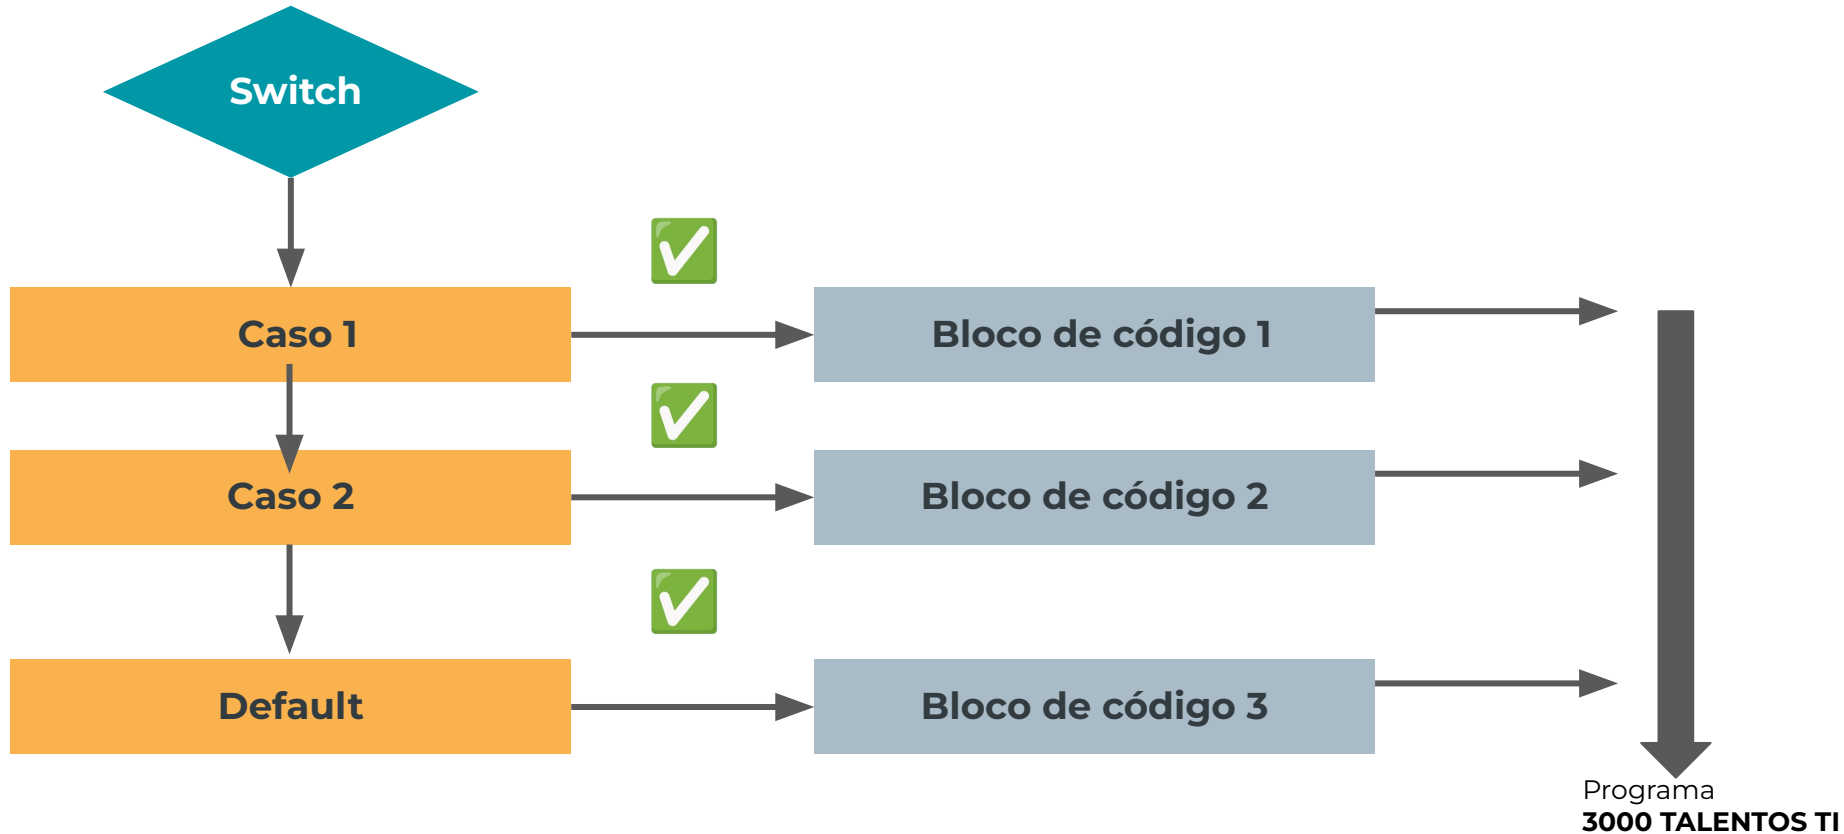 Switch
Caso 1
Bloco de código 1
Caso 2
Bloco de código 2
Default
Bloco de código 3
Programa
3000 TALENTOS TI